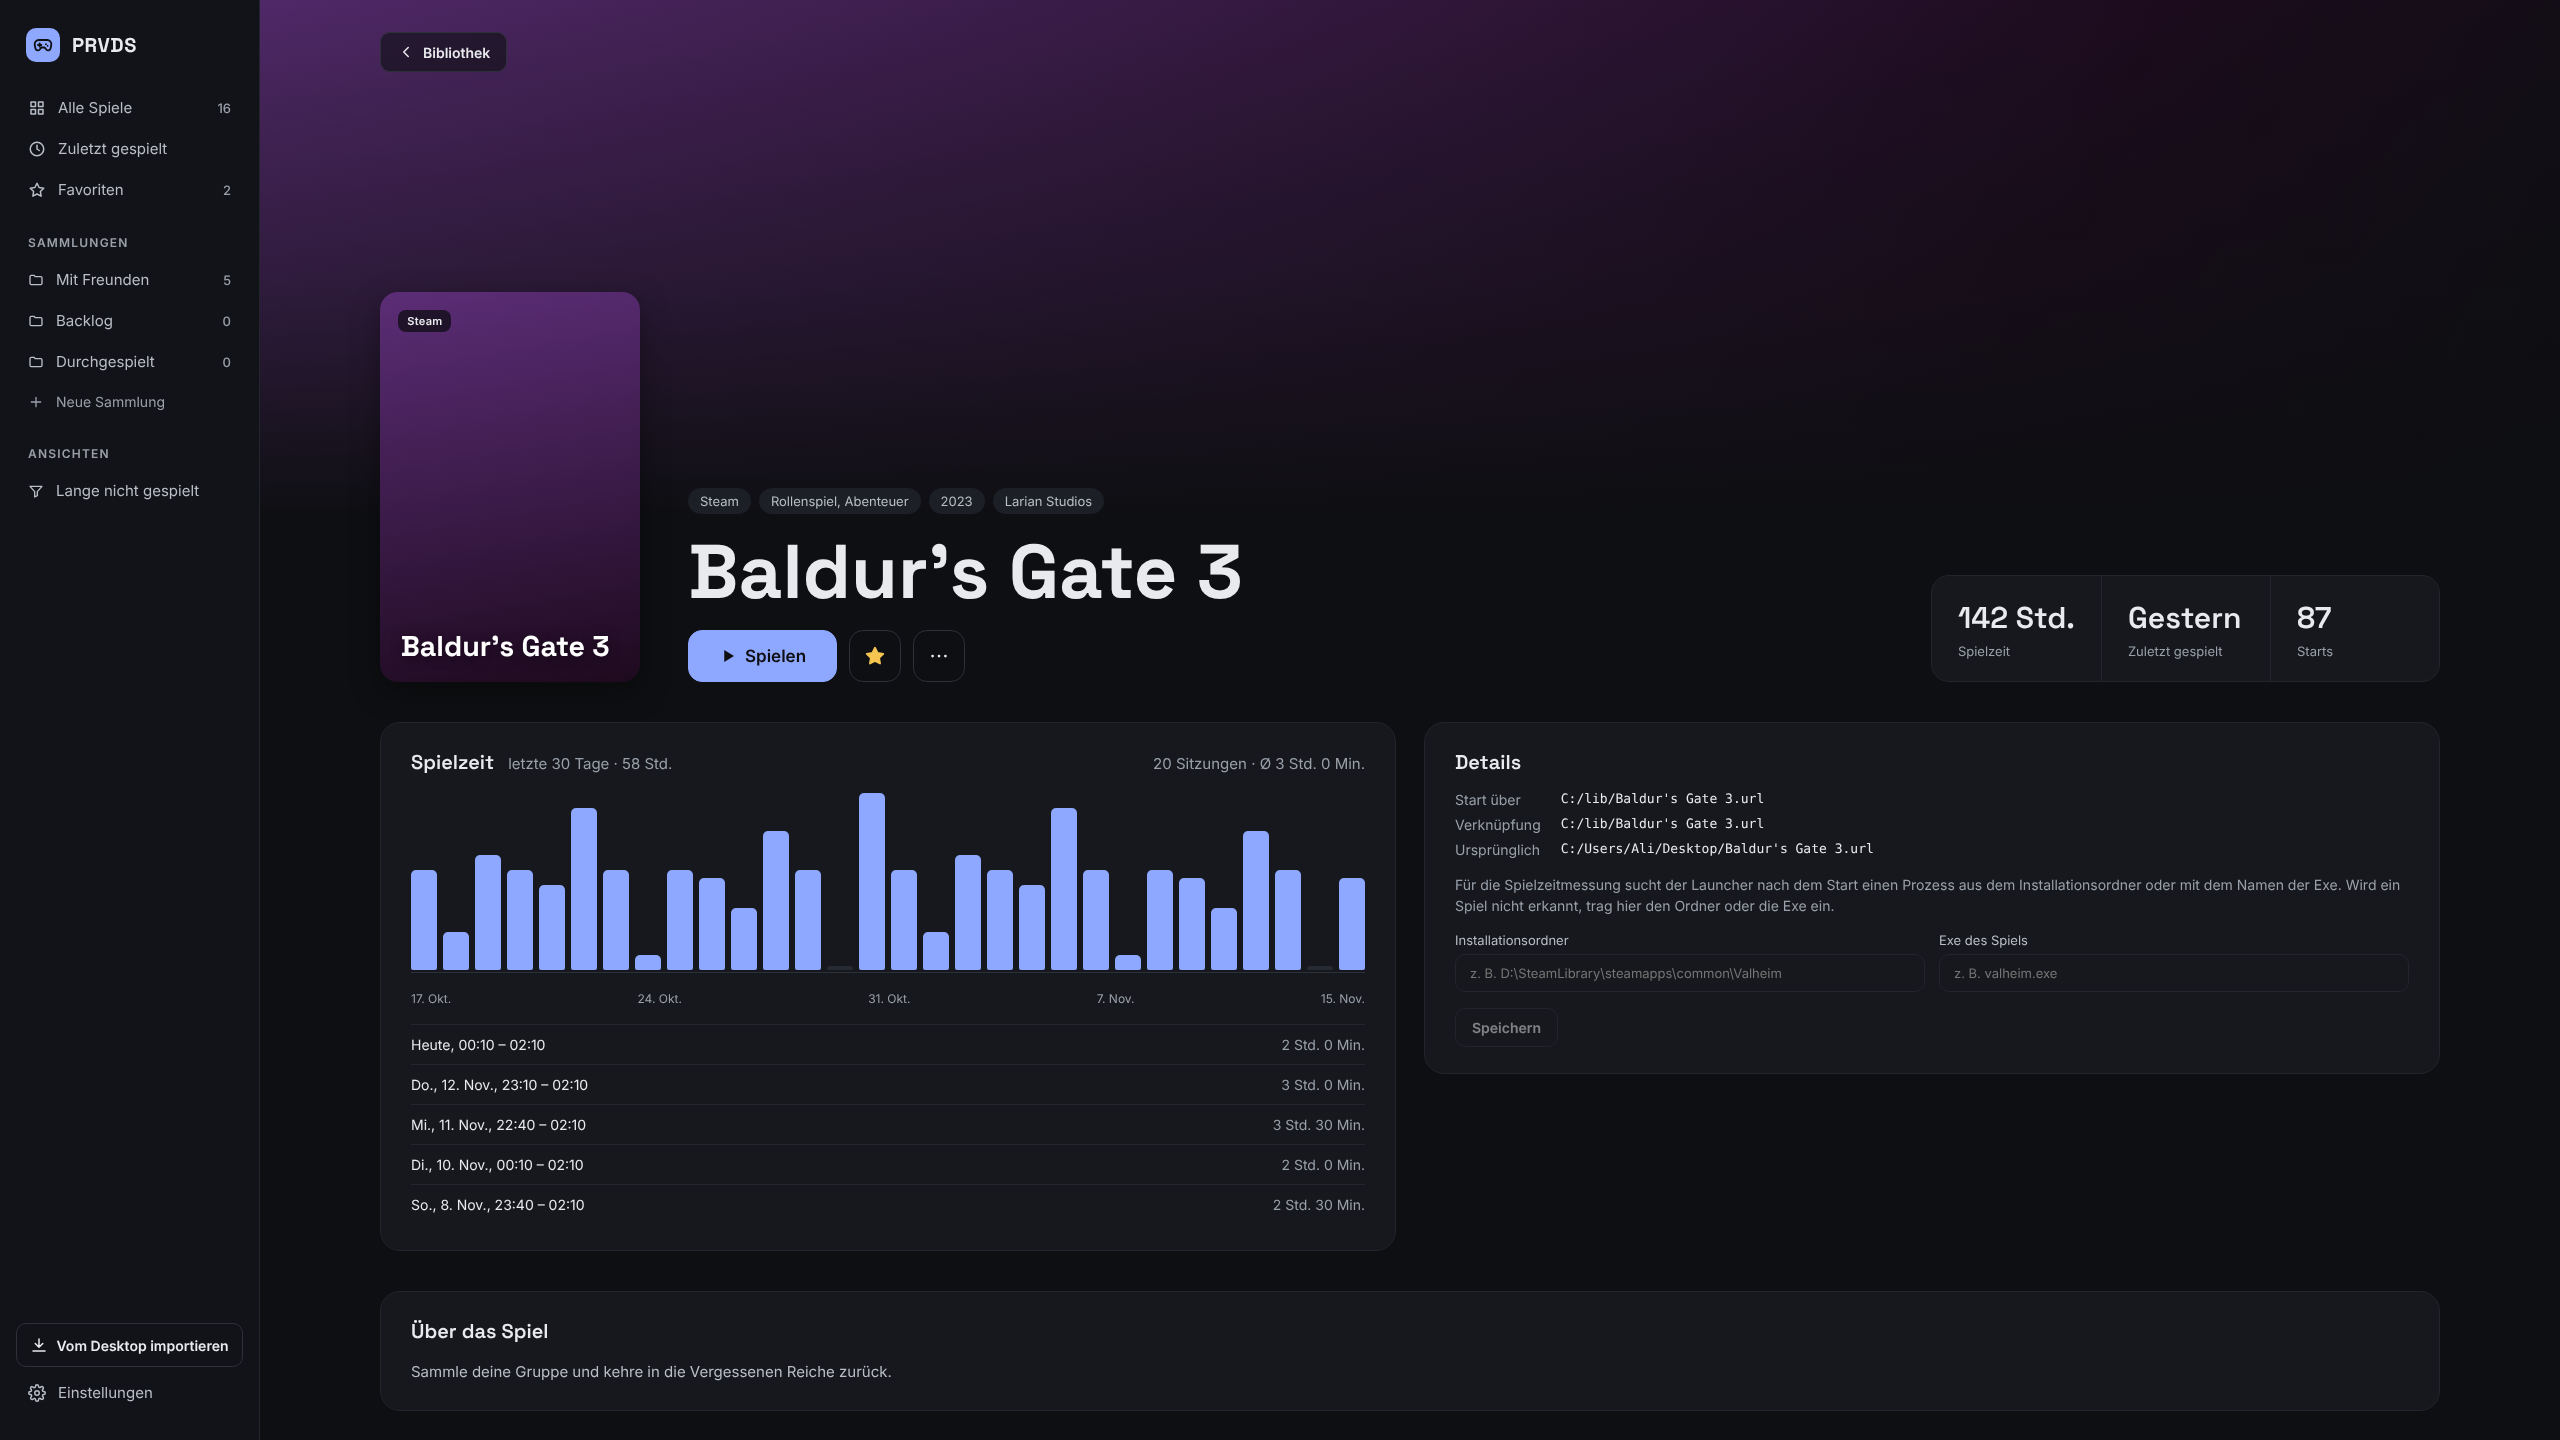 PRVDS
Alle Spiele 16
Zuletzt gespielt
Favoriten 2
SAMMLUNGEN
Mit Freunden 5
Backlog 0
Durchgespielt 0
Neue Sammlung
ANSICHTEN
Lange nicht gespielt
Vom Desktop importieren
Einstellungen
Bibliothek
Steam
Baldur's Gate 3
Steam Rollenspiel, Abenteuer 2023 Larian Studios
Baldur's Gate 3
Spielen
142 Std. Gestern 87
Spielzeit Zuletzt gespielt Starts
Spielzeit letzte 30 Tage · 58 Std. 20 Sitzungen · Ø 3 Std. 0 Min.
17. Okt. 24. Okt. 31. Okt. 7. Nov. 15. Nov.
Heute, 00:10 – 02:10 2 Std. 0 Min.
Do., 12. Nov., 23:10 – 02:10 3 Std. 0 Min.
Mi., 11. Nov., 22:40 – 02:10 3 Std. 30 Min.
Di., 10. Nov., 00:10 – 02:10 2 Std. 0 Min.
So., 8. Nov., 23:40 – 02:10 2 Std. 30 Min.
Details
Start über C:/lib/Baldur's Gate 3.url
Verknüpfung C:/lib/Baldur's Gate 3.url
Ursprünglich C:/Users/Ali/Desktop/Baldur's Gate 3.url
Für die Spielzeitmessung sucht der Launcher nach dem Start einen Prozess aus dem Installationsordner oder mit dem Namen der Exe. Wird ein
Spiel nicht erkannt, trag hier den Ordner oder die Exe ein.
Installationsordner Exe des Spiels
z. B. D:\SteamLibrary\steamapps\common\Valheim z. B. valheim.exe
Speichern
Über das Spiel
Sammle deine Gruppe und kehre in die Vergessenen Reiche zurück.